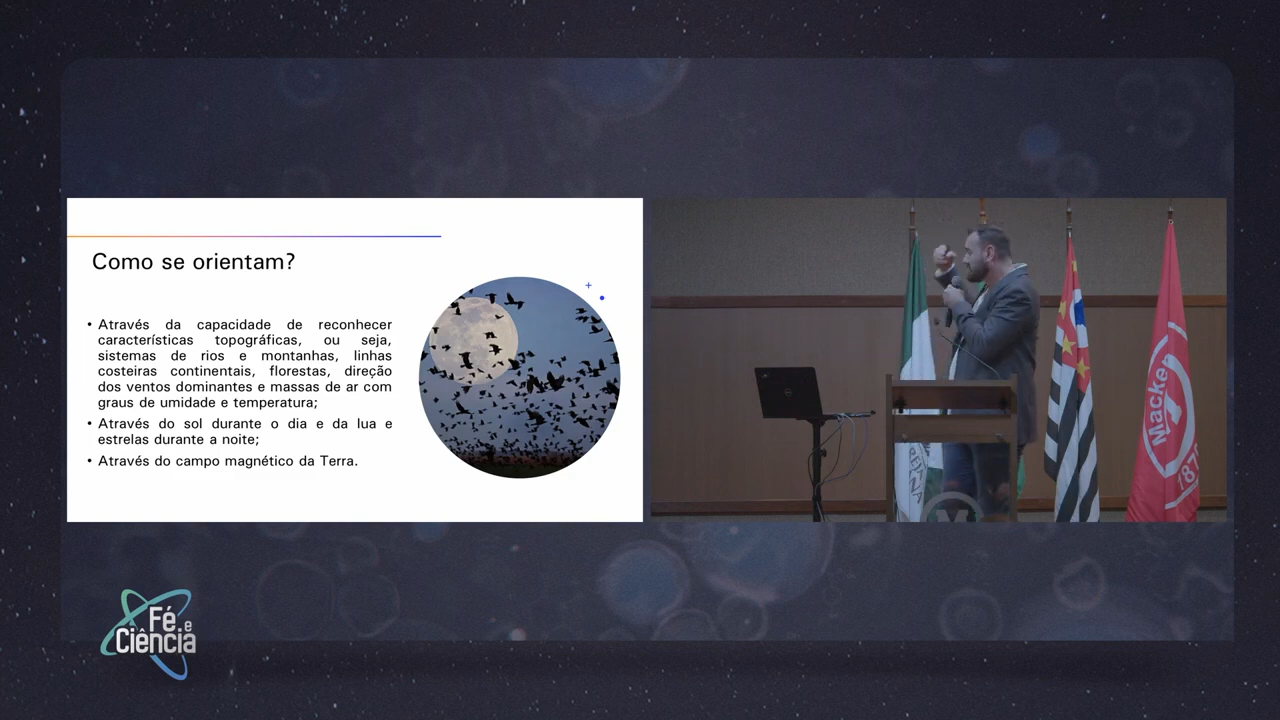 Como se orientam?
• Através da capacidade de reconhecer
características topográficas, ou seja,
sistemas de rios e montanhas, linhas
costeiras continentais, florestas, direção
dos ventos dominantes e massas de ar com
graus de umidade e temperatura;
• Através do sol durante o dia e da lua e
estrelas durante a noite;
• Através do campo magnético da Terra.
Macke
187
M
DELL
Fé e
Ciência